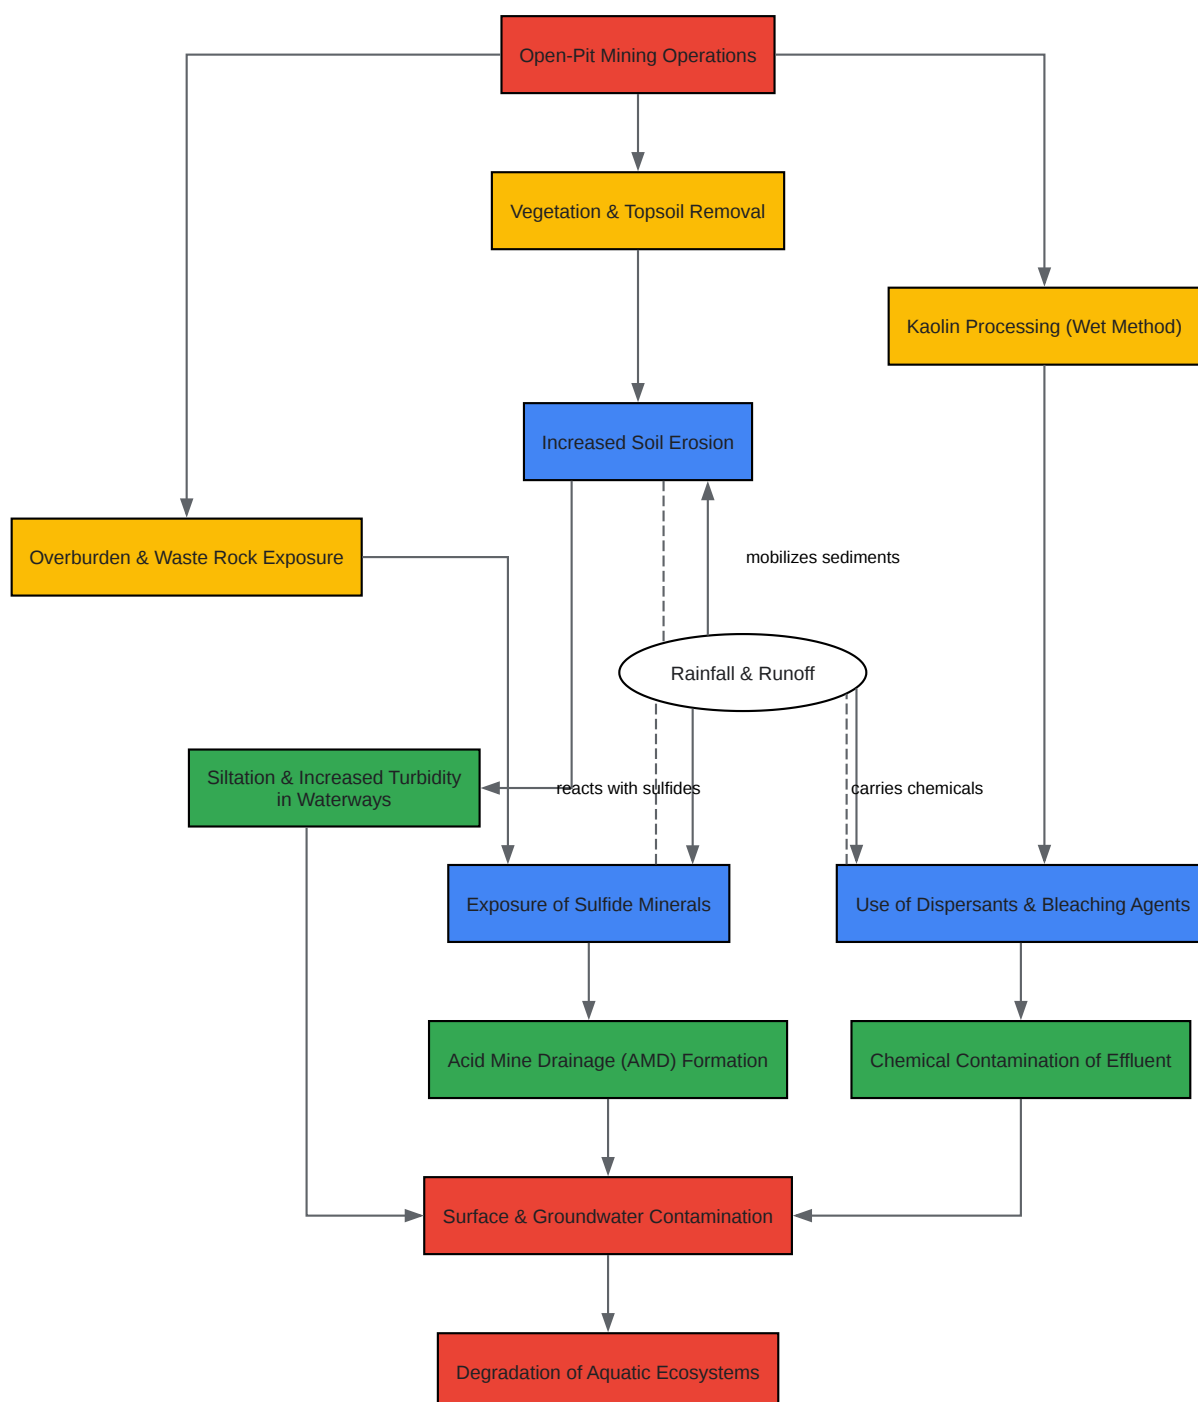 Open-Pit Mining Operations
Vegetation & Topsoil Removal
Kaolin Processing (Wet Method)
Increased Soil Erosion
Overburden & Waste Rock Exposure
mobilizes sediments
Rainfall & Runoff
Siltation & Increased Turbidity
in Waterways
reacts with sulfides
carries chemicals
Exposure of Sulfide Minerals
Use of Dispersants & Bleaching Agents
Acid Mine Drainage (AMD) Formation
Chemical Contamination of Effluent
Surface & Groundwater Contamination
Degradation of Aquatic Ecosystems